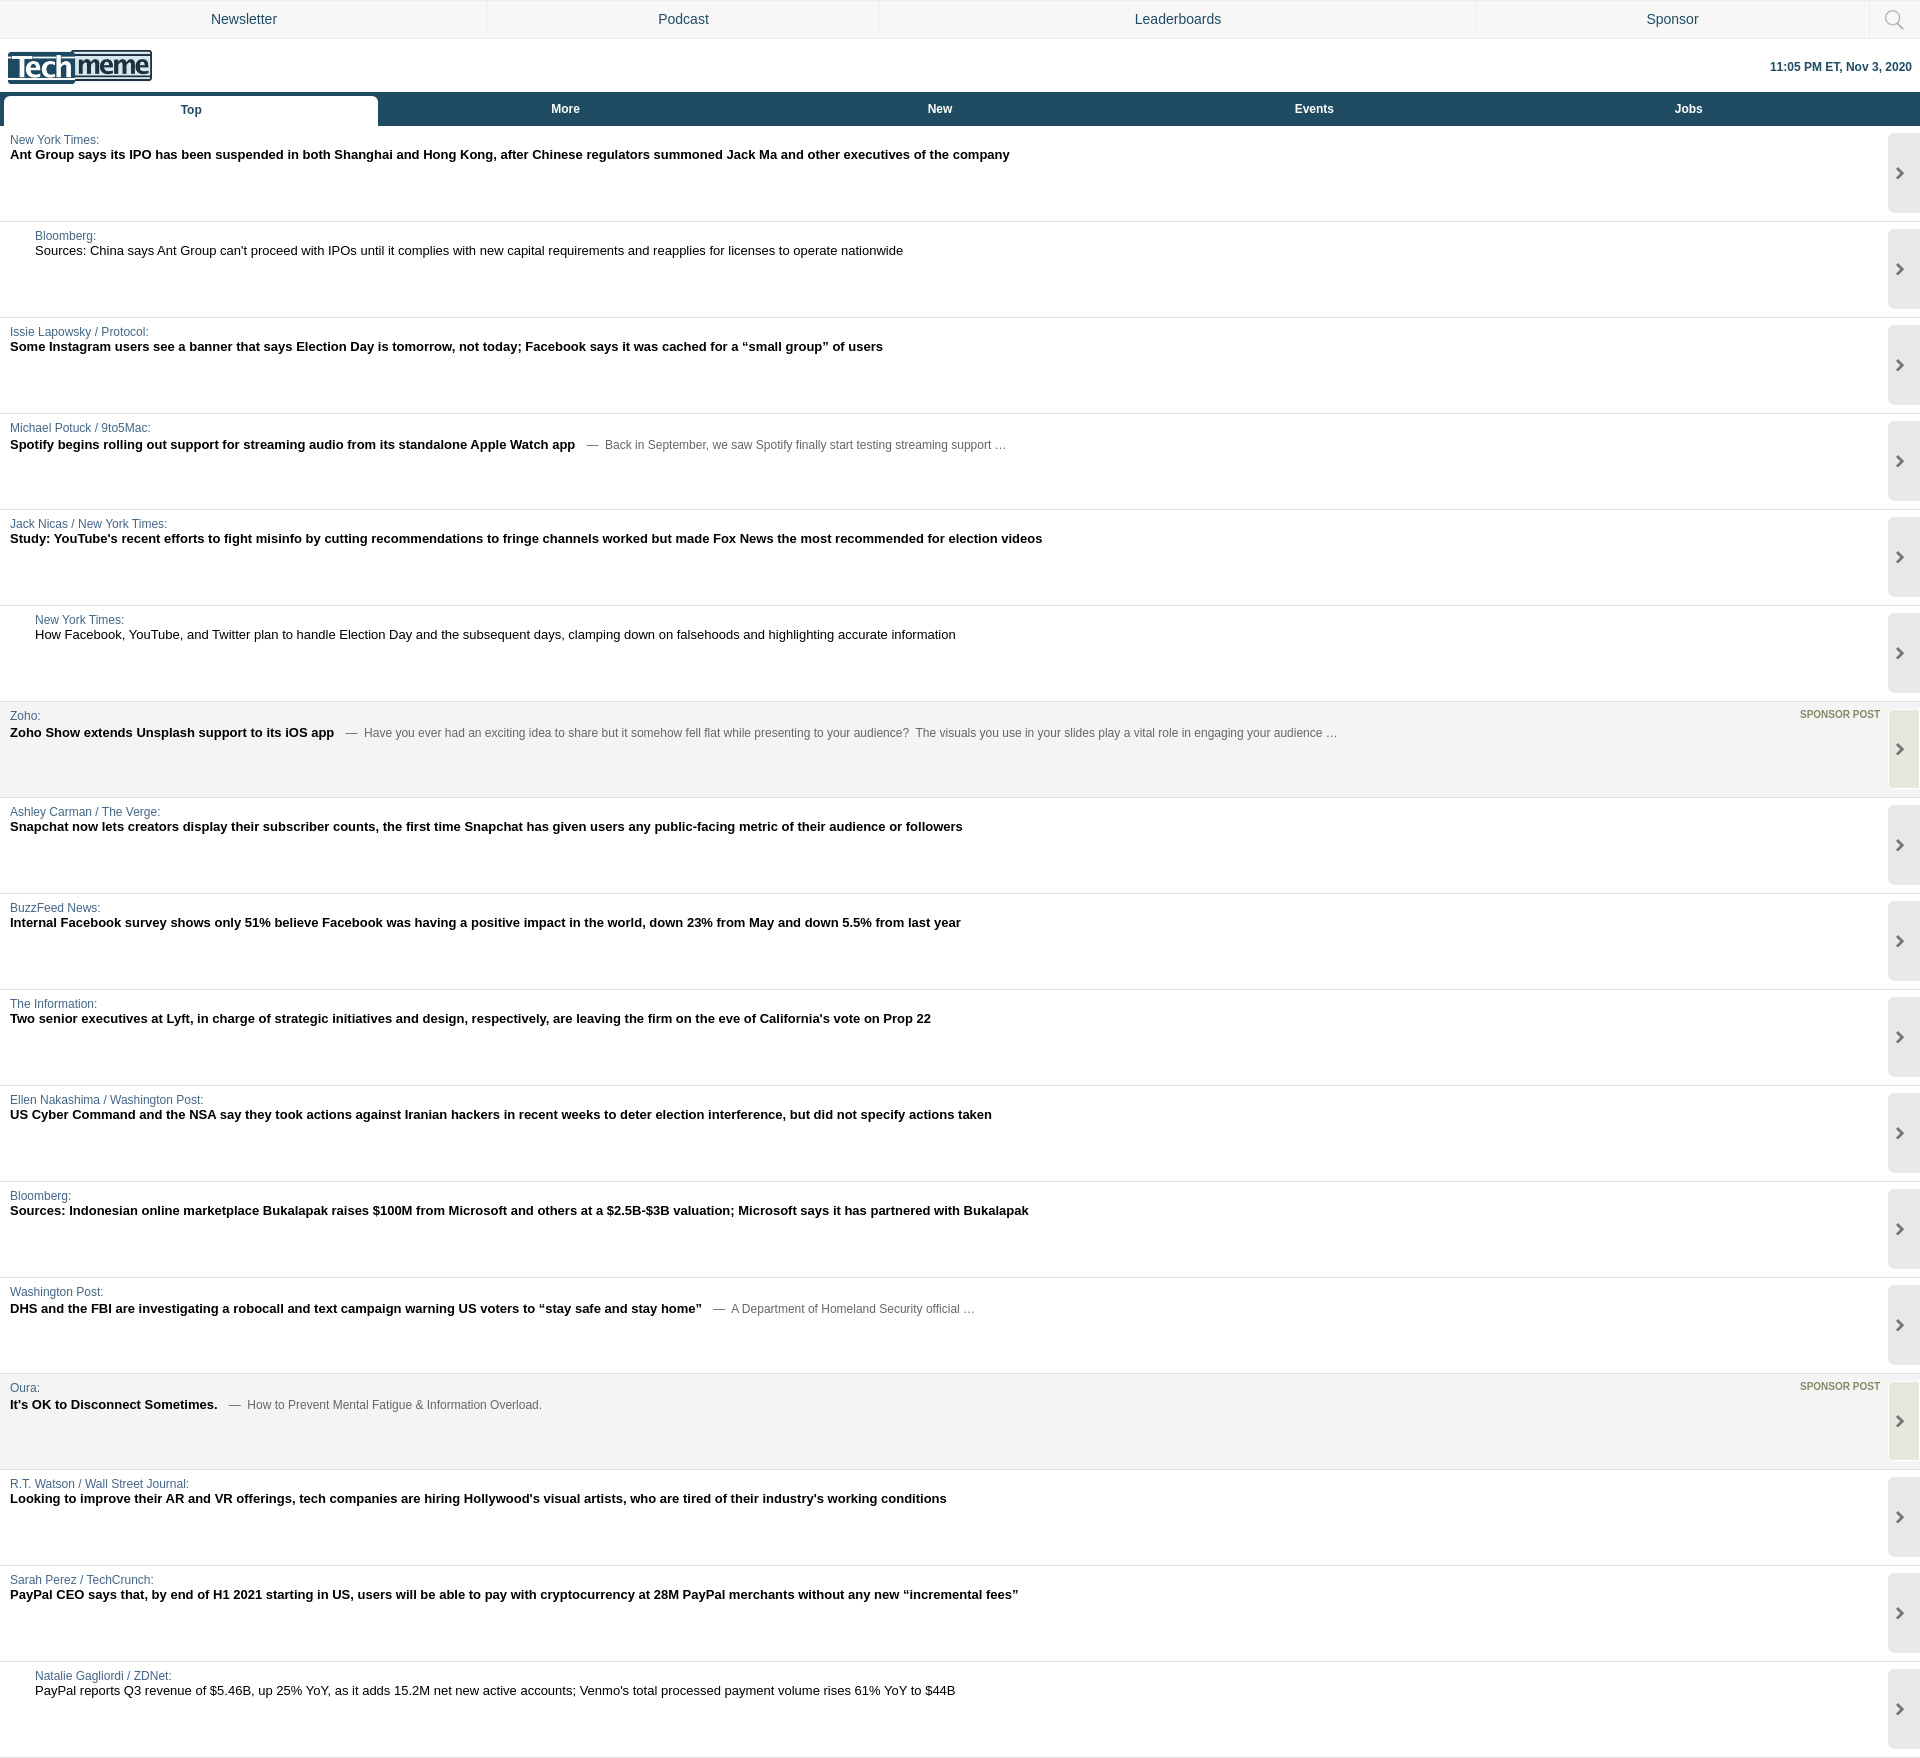 Newsletter Podcast Leaderboards Sponsor
Techmeme
11:05 PM ET, Nov 3, 2020
Top More New Events Jobs
New York Times:
Ant Group says its IPO has been suspended in both Shanghai and Hong Kong, after Chinese regulators summoned Jack Ma and other executives of the company
Bloomberg:
Sources: China says Ant Group can't proceed with IPOs until it complies with new capital requirements and reapplies for licenses to operate nationwide
Issie Lapowsky / Protocol:
Some Instagram users see a banner that says Election Day is tomorrow, not today; Facebook says it was cached for a “small group” of users
Michael Potuck / 9to5Mac:
Spotify begins rolling out support for streaming audio from its standalone Apple Watch app — Back in September, we saw Spotify finally start testing streaming support …
Jack Nicas / New York Times:
Study: YouTube's recent efforts to fight misinfo by cutting recommendations to fringe channels worked but made Fox News the most recommended for election videos
New York Times:
How Facebook, YouTube, and Twitter plan to handle Election Day and the subsequent days, clamping down on falsehoods and highlighting accurate information
Zoho:
SPONSOR POST
Zoho Show extends Unsplash support to its iOS app — Have you ever had an exciting idea to share but it somehow fell flat while presenting to your audience? The visuals you use in your slides play a vital role in engaging your audience …
Ashley Carman / The Verge:
Snapchat now lets creators display their subscriber counts, the first time Snapchat has given users any public-facing metric of their audience or followers
BuzzFeed News:
Internal Facebook survey shows only 51% believe Facebook was having a positive impact in the world, down 23% from May and down 5.5% from last year
The Information:
Two senior executives at Lyft, in charge of strategic initiatives and design, respectively, are leaving the firm on the eve of California's vote on Prop 22
Ellen Nakashima / Washington Post:
US Cyber Command and the NSA say they took actions against Iranian hackers in recent weeks to deter election interference, but did not specify actions taken
Bloomberg:
Sources: Indonesian online marketplace Bukalapak raises $100M from Microsoft and others at a $2.5B-$3B valuation; Microsoft says it has partnered with Bukalapak
Washington Post:
DHS and the FBI are investigating a robocall and text campaign warning US voters to “stay safe and stay home” — A Department of Homeland Security official …
Oura:
SPONSOR POST
It's OK to Disconnect Sometimes. — How to Prevent Mental Fatigue & Information Overload.
R.T. Watson / Wall Street Journal:
Looking to improve their AR and VR offerings, tech companies are hiring Hollywood's visual artists, who are tired of their industry's working conditions
Sarah Perez / TechCrunch:
PayPal CEO says that, by end of H1 2021 starting in US, users will be able to pay with cryptocurrency at 28M PayPal merchants without any new “incremental fees”
Natalie Gagliordi / ZDNet:
PayPal reports Q3 revenue of $5.46B, up 25% YoY, as it adds 15.2M net new active accounts; Venmo's total processed payment volume rises 61% YoY to $44B